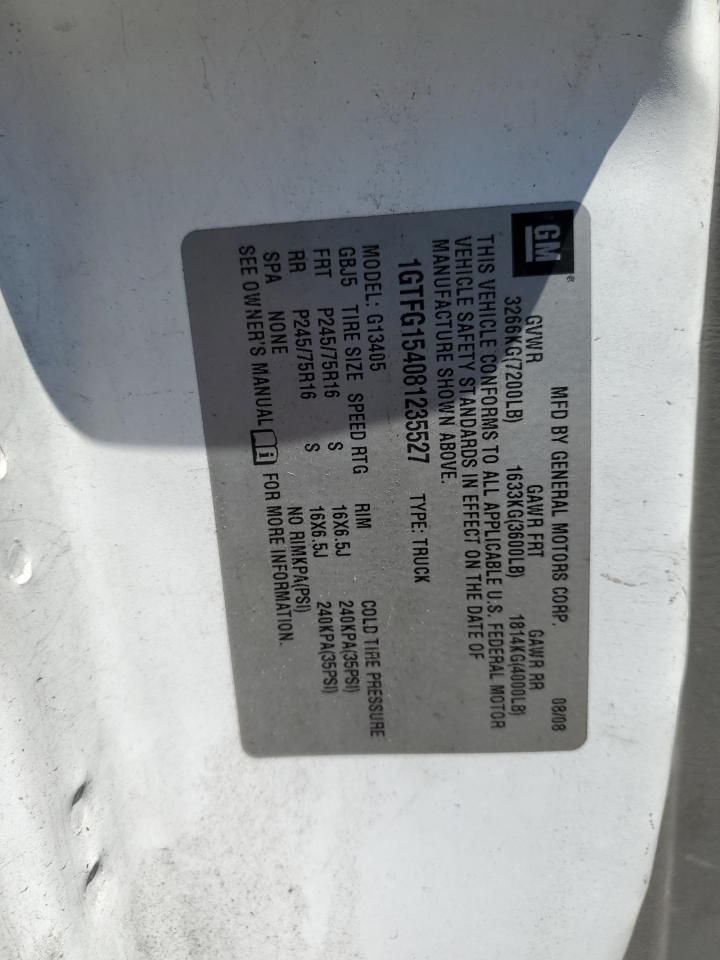 GM ®
MFD BY GENERAL MOTORS CORP. 08/08
GVWR GAWR FRT GAWR RR
3266KG(7200LB) 1633KG(3600LB) 1814KG(4000LB)
THIS VEHICLE CONFORMS TO ALL APPLICABLE U.S. FEDERAL MOTOR
VEHICLE SAFETY STANDARDS IN EFFECT ON THE DATE OF
MANUFACTURE SHOWN ABOVE.
1GTFG154081235527 TYPE: TRUCK
MODEL: G13405
GBJ5 TIRE SIZE SPEED RTG RIM COLD TIRE PRESSURE
FRT P245/75R16 S 16X6.5J 240KPA(35PSI)
RR P245/75R16 S 16X6.5J 240KPA(35PSI)
SPA NONE NO RIMKPA(PSI)
SEE OWNER'S MANUAL FOR MORE INFORMATION.